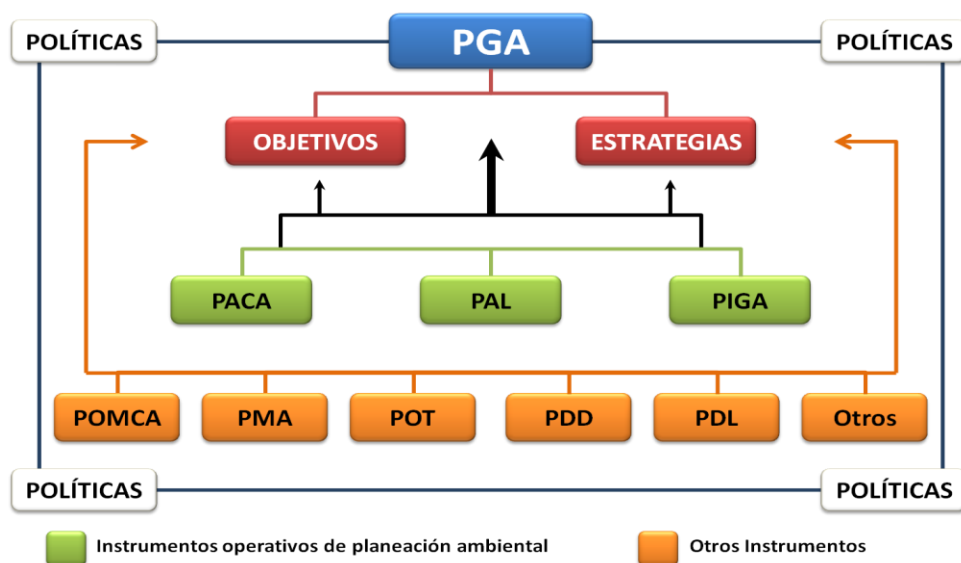 POLÍTICAS
PGA
POLÍTICAS
OBJETIVOS
ESTRATEGIAS
PACA
PAL
PIGA
POMCA
PMA
POT
PDD
PDL
Otros
POLÍTICAS
POLÍTICAS
Instrumentos operativos de planeación ambiental
Otros Instrumentos